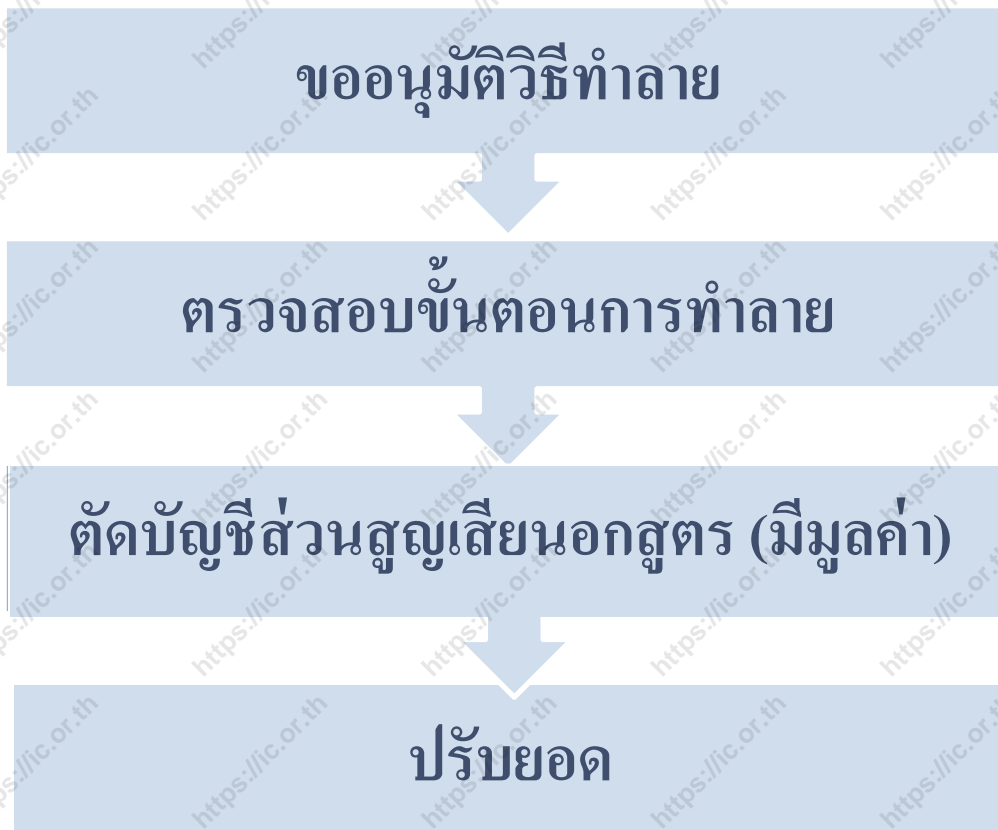 ขออนุมัติวิธีทำลาย
ตรวจสอบขั้นตอนการทำลาย
ตัดบัญชีส่วนสูญเสียนอกสูตร (มีมูลค่า)
ปรับยอด
https://ic.or.th